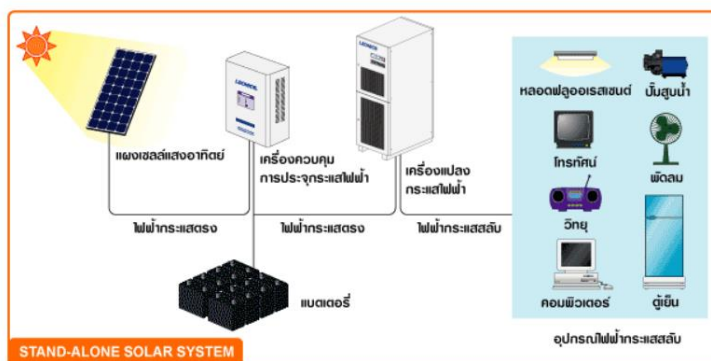 แผงเซลล์แสงอาทิตย์
เครื่องควบคุม
การประจุกระแสไฟฟ้า
เครื่องแปลง
กระแสไฟฟ้า
ไฟฟ้ากระแสตรง
ไฟฟ้ากระแสตรง
ไฟฟ้ากระแสสลับ
แบตเตอรี่
หลอดฟลูออเรสเซนต์
ปั๊มสูบน้ำ
โทรทัศน์
พัดลม
วิทยุ
คอมพิวเตอร์
ตู้เย็น
อุปกรณ์ไฟฟ้ากระแสสลับ
STAND-ALONE SOLAR SYSTEM